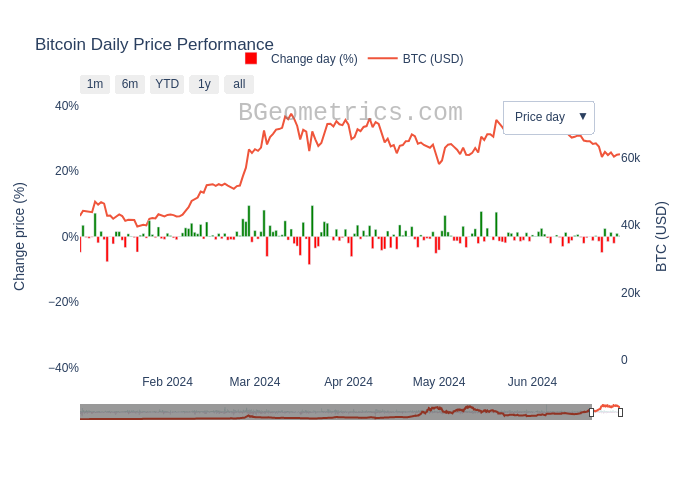 Bitcoin Daily Price Performance
Change day (%) BTC (USD)
1m 6m YTD 1y all
BGeometrics.com
Price day ▼
40%
20%
0%
−20%
−40%
Change price (%)
60k
40k
20k
0
BTC (USD)
Feb 2024 Mar 2024 Apr 2024 May 2024 Jun 2024